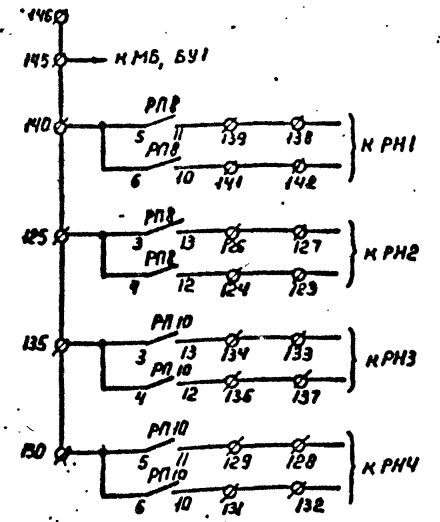 146
145 к МБ, БУ1
РП8
140 5 11 139 138
РП8 к РН1
6 10 141 142
РП8
125 3 13 126 127
РП8 к РН2
4 12 124 123
РП10
135 3 13 134 133
РП10 к РН3
4 12 136 137
РП10
130 5 11 129 128
РП10 к РН4
6 10 131 132